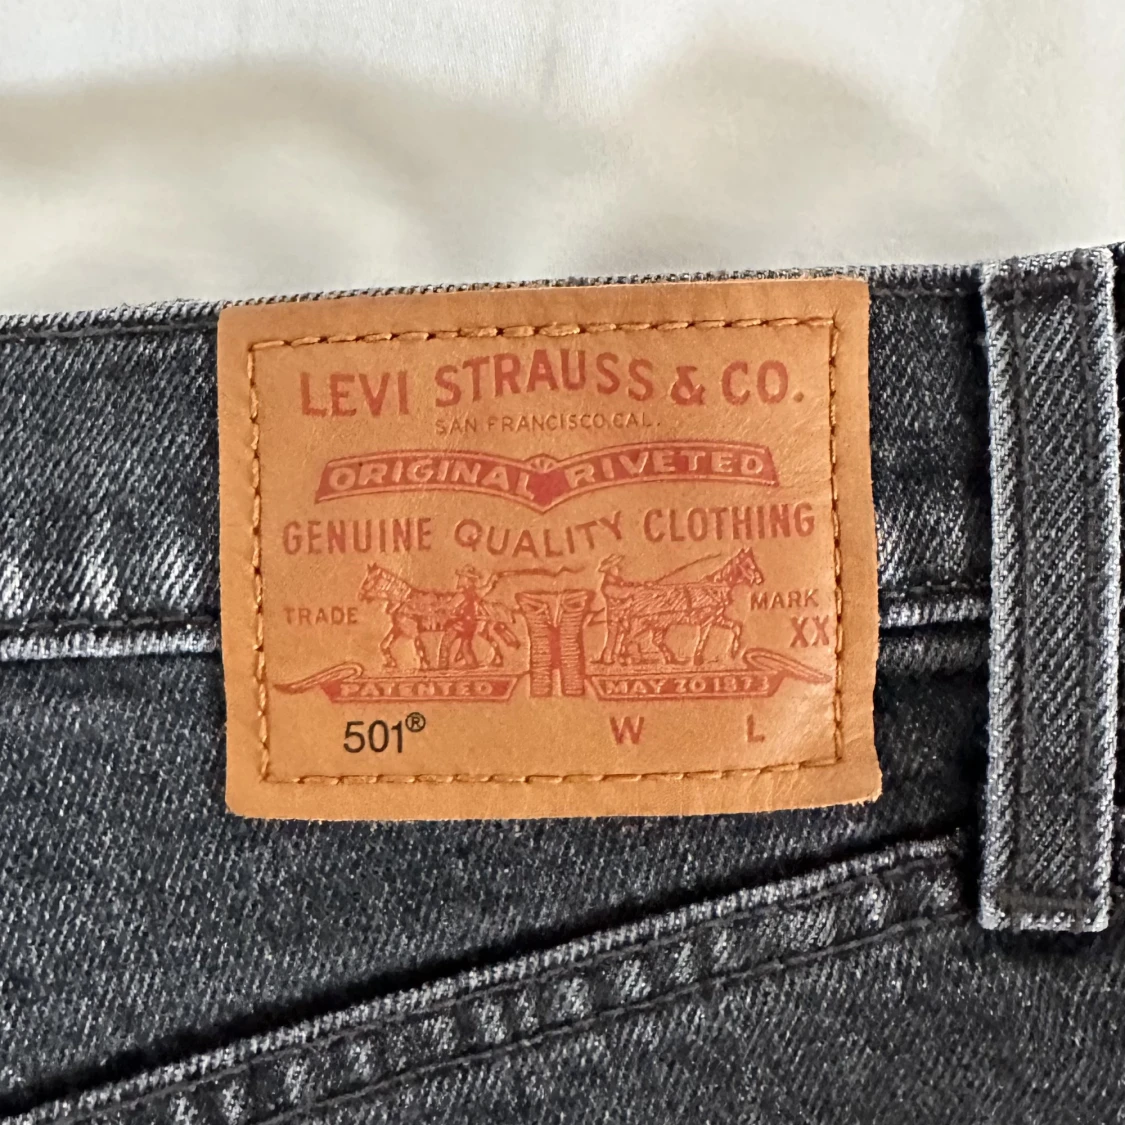 LEVI STRAUSS & CO.
SAN FRANCISCO, CAL.
ORIGINAL RIVETED
GENUINE QUALITY CLOTHING
TRADE MARK
XX
PATENTED MAY 20 1873
501® W L